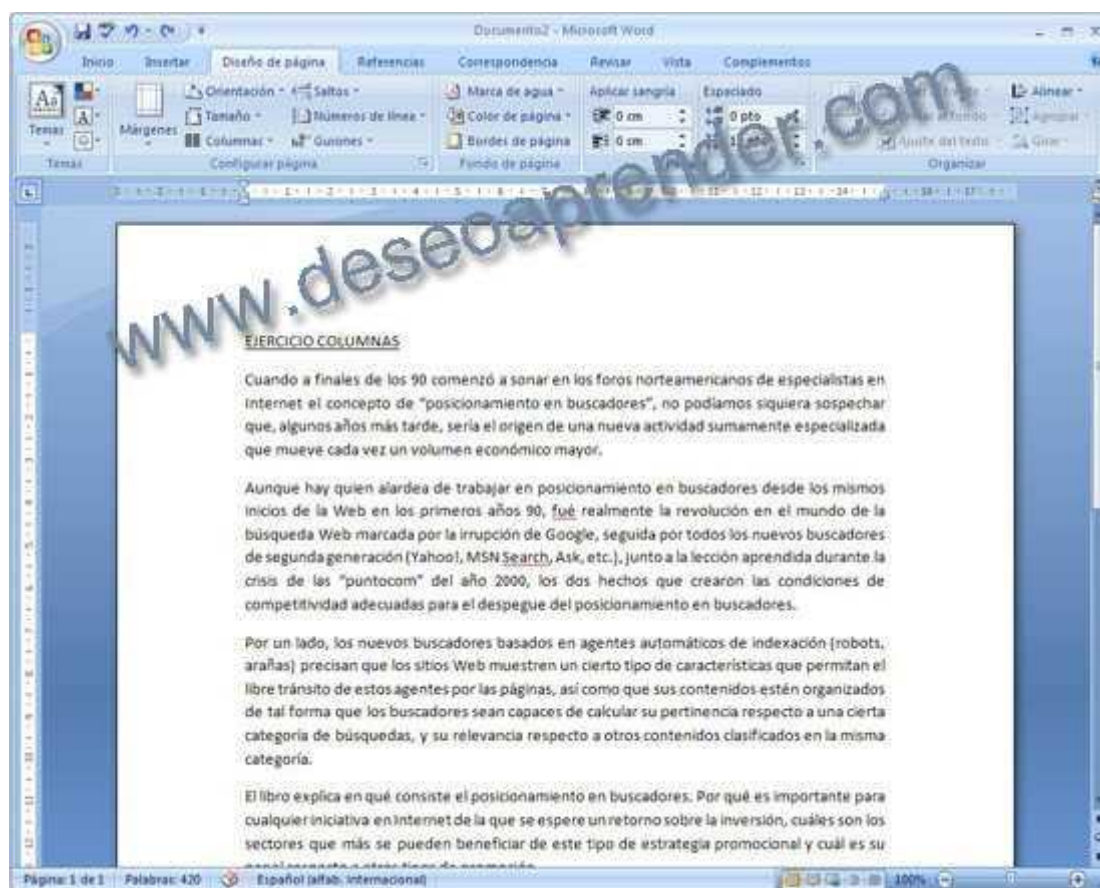 Documento2 - Microsoft Word
Inicio Insertar Diseño de página Referencias Correspondencia Revisar Vista Complementos
Orientación Saltos Marca de agua Aplicar sangría Espaciado Alinear
Tamaño Números de línea Color de página 0 cm 0 pto Agrupar
Temas Márgenes Columnas Guiones Bordes de página 0 cm Ajuste del texto Girar
Temas Configurar página Fondo de página Organizar
www.deseoaprender.com
EJERCICIO COLUMNAS
Cuando a finales de los 90 comenzó a sonar en los foros norteamericanos de especialistas en
Internet el concepto de "posicionamiento en buscadores", no podíamos siquiera sospechar
que, algunos años más tarde, sería el origen de una nueva actividad sumamente especializada
que mueve cada vez un volumen económico mayor.
Aunque hay quien alardea de trabajar en posicionamiento en buscadores desde los mismos
inicios de la Web en los primeros años 90, fué realmente la revolución en el mundo de la
búsqueda Web marcada por la irrupción de Google, seguida por todos los nuevos buscadores
de segunda generación (Yahoo!, MSN Search, Ask, etc.), junto a la lección aprendida durante la
crisis de las "puntocom" del año 2000, los dos hechos que crearon las condiciones de
competitividad adecuadas para el despegue del posicionamiento en buscadores.
Por un lado, los nuevos buscadores basados en agentes automáticos de indexación (robots,
arañas) precisan que los sitios Web muestren un cierto tipo de características que permitan el
libre tránsito de estos agentes por las páginas, así como que sus contenidos estén organizados
de tal forma que los buscadores sean capaces de calcular su pertinencia respecto a una cierta
categoría de búsquedas, y su relevancia respecto a otros contenidos clasificados en la misma
categoría.
El libro explica en qué consiste el posicionamiento en buscadores. Por qué es importante para
cualquier iniciativa en Internet de la que se espere un retorno sobre la inversión, cuáles son los
sectores que más se pueden beneficiar de este tipo de estrategia promocional y cuál es su
Página: 1 de 1 Palabras: 420 Español (alfab. internacional) 100%